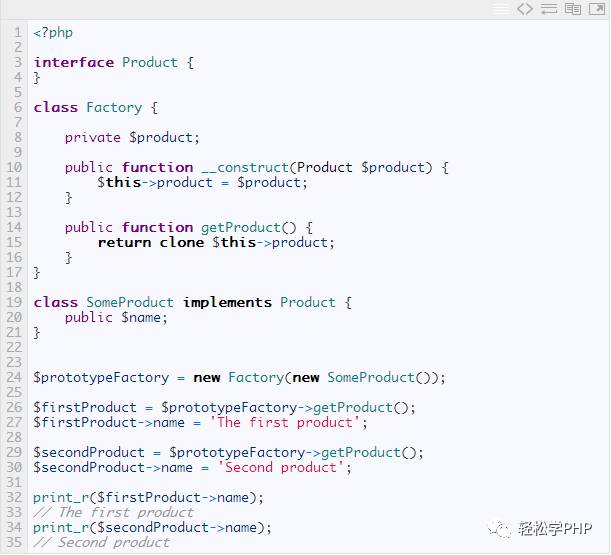 1 <?php
2
3 interface Product {
4 }
5
6 class Factory {
7
8     private $product;
9
10     public function __construct(Product $product) {
11         $this->product = $product;
12     }
13
14     public function getProduct() {
15         return clone $this->product;
16     }
17 }
18
19 class SomeProduct implements Product {
20     public $name;
21 }
22
23
24 $prototypeFactory = new Factory(new SomeProduct());
25
26 $firstProduct = $prototypeFactory->getProduct();
27 $firstProduct->name = 'The first product';
28
29 $secondProduct = $prototypeFactory->getProduct();
30 $secondProduct->name = 'Second product';
31
32 print_r($firstProduct->name);
33 // The first product
34 print_r($secondProduct->name);
35 // Second product
轻松学PHP